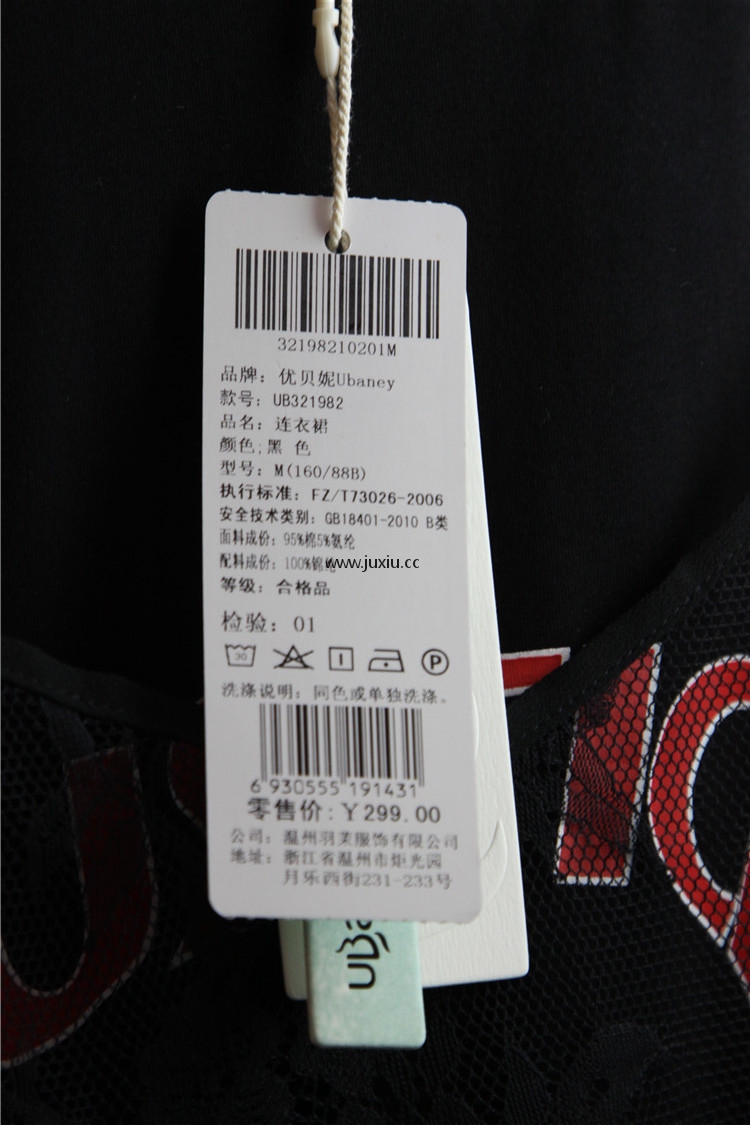 32198210201M
品牌：优贝妮Ubaney
款号：UB321982
品名：连衣裙
颜色;黑 色
型号：M(160/88B)
执行标准：FZ/T73026-2006
安全技术类别：GB18401-2010 B类
面料成份：95%棉5%氨纶
配料成份：100%锦纶
www.juxiu.cc
等级：合格品
检验：01
30
P
洗涤说明：同色或单独洗涤。
6 930555 191431
零售价：￥299.00
公司：温州羽茉服饰有限公司
地址：浙江省温州市炬光园
月乐西街231-233号